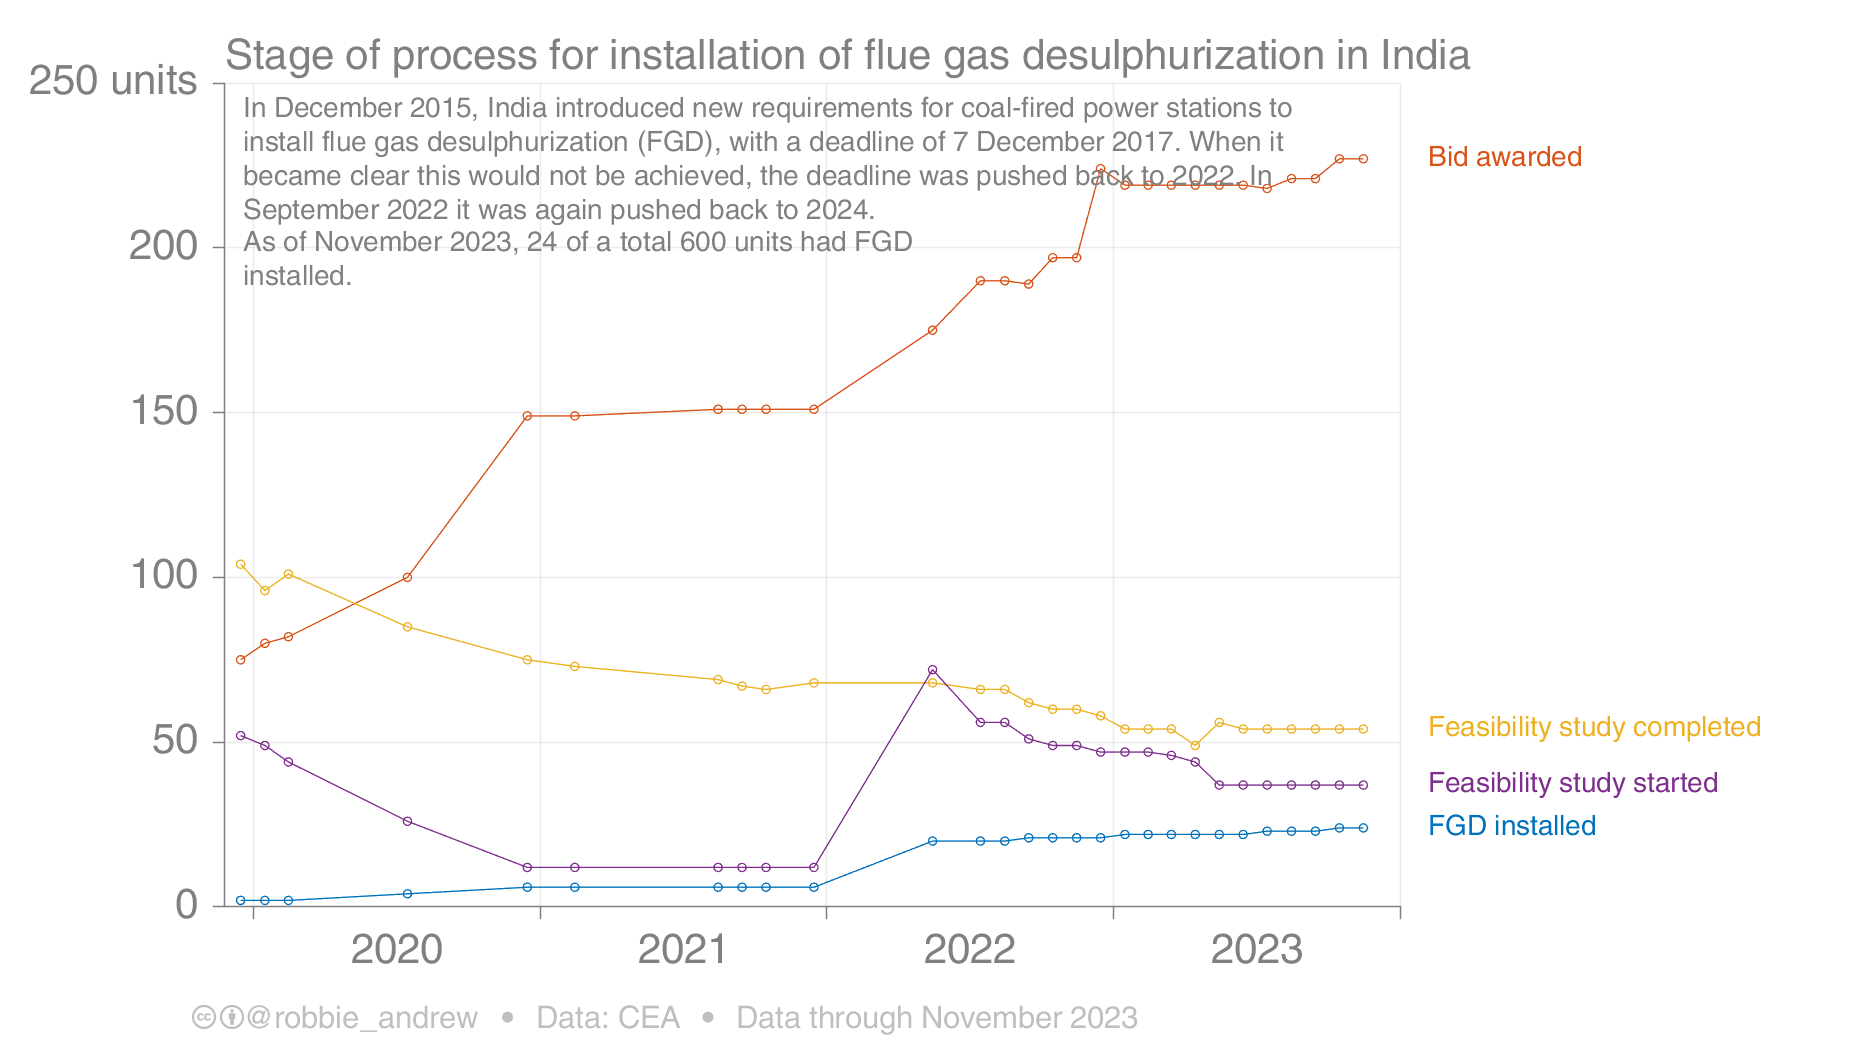 Stage of process for installation of flue gas desulphurization in India
250 units
In December 2015, India introduced new requirements for coal-fired power stations to
install flue gas desulphurization (FGD), with a deadline of 7 December 2017. When it
became clear this would not be achieved, the deadline was pushed back to 2022. In
September 2022 it was again pushed back to 2024.
As of November 2023, 24 of a total 600 units had FGD
installed.
Bid awarded
200
150
100
50
0
Feasibility study completed
Feasibility study started
FGD installed
2020 2021 2022 2023
cc @robbie_andrew • Data: CEA • Data through November 2023